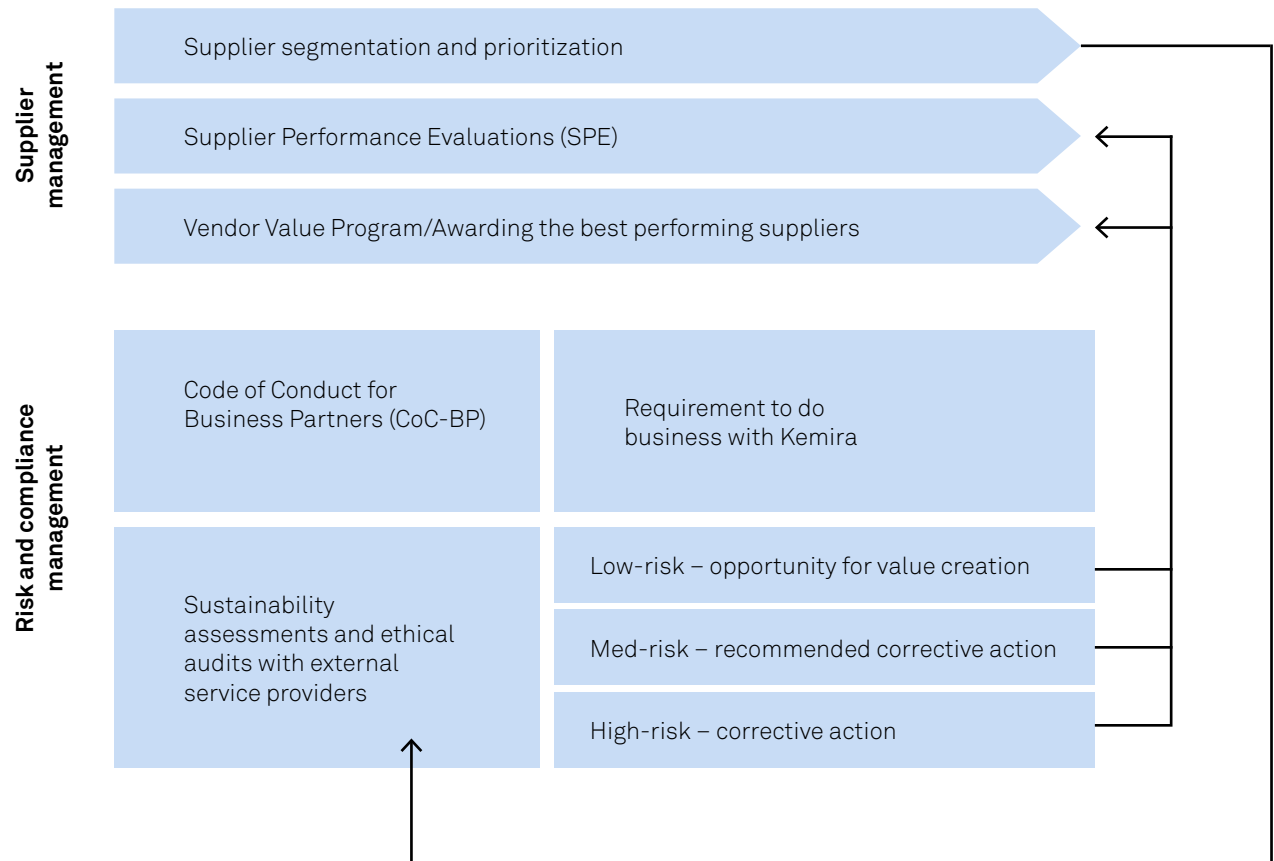 Supplier
management
Supplier segmentation and prioritization
Supplier Performance Evaluations (SPE)
Vendor Value Program/Awarding the best performing suppliers
Risk and compliance
management
Code of Conduct for
Business Partners (CoC-BP)
Requirement to do
business with Kemira
Sustainability
assessments and ethical
audits with external
service providers
Low-risk – opportunity for value creation
Med-risk – recommended corrective action
High-risk – corrective action